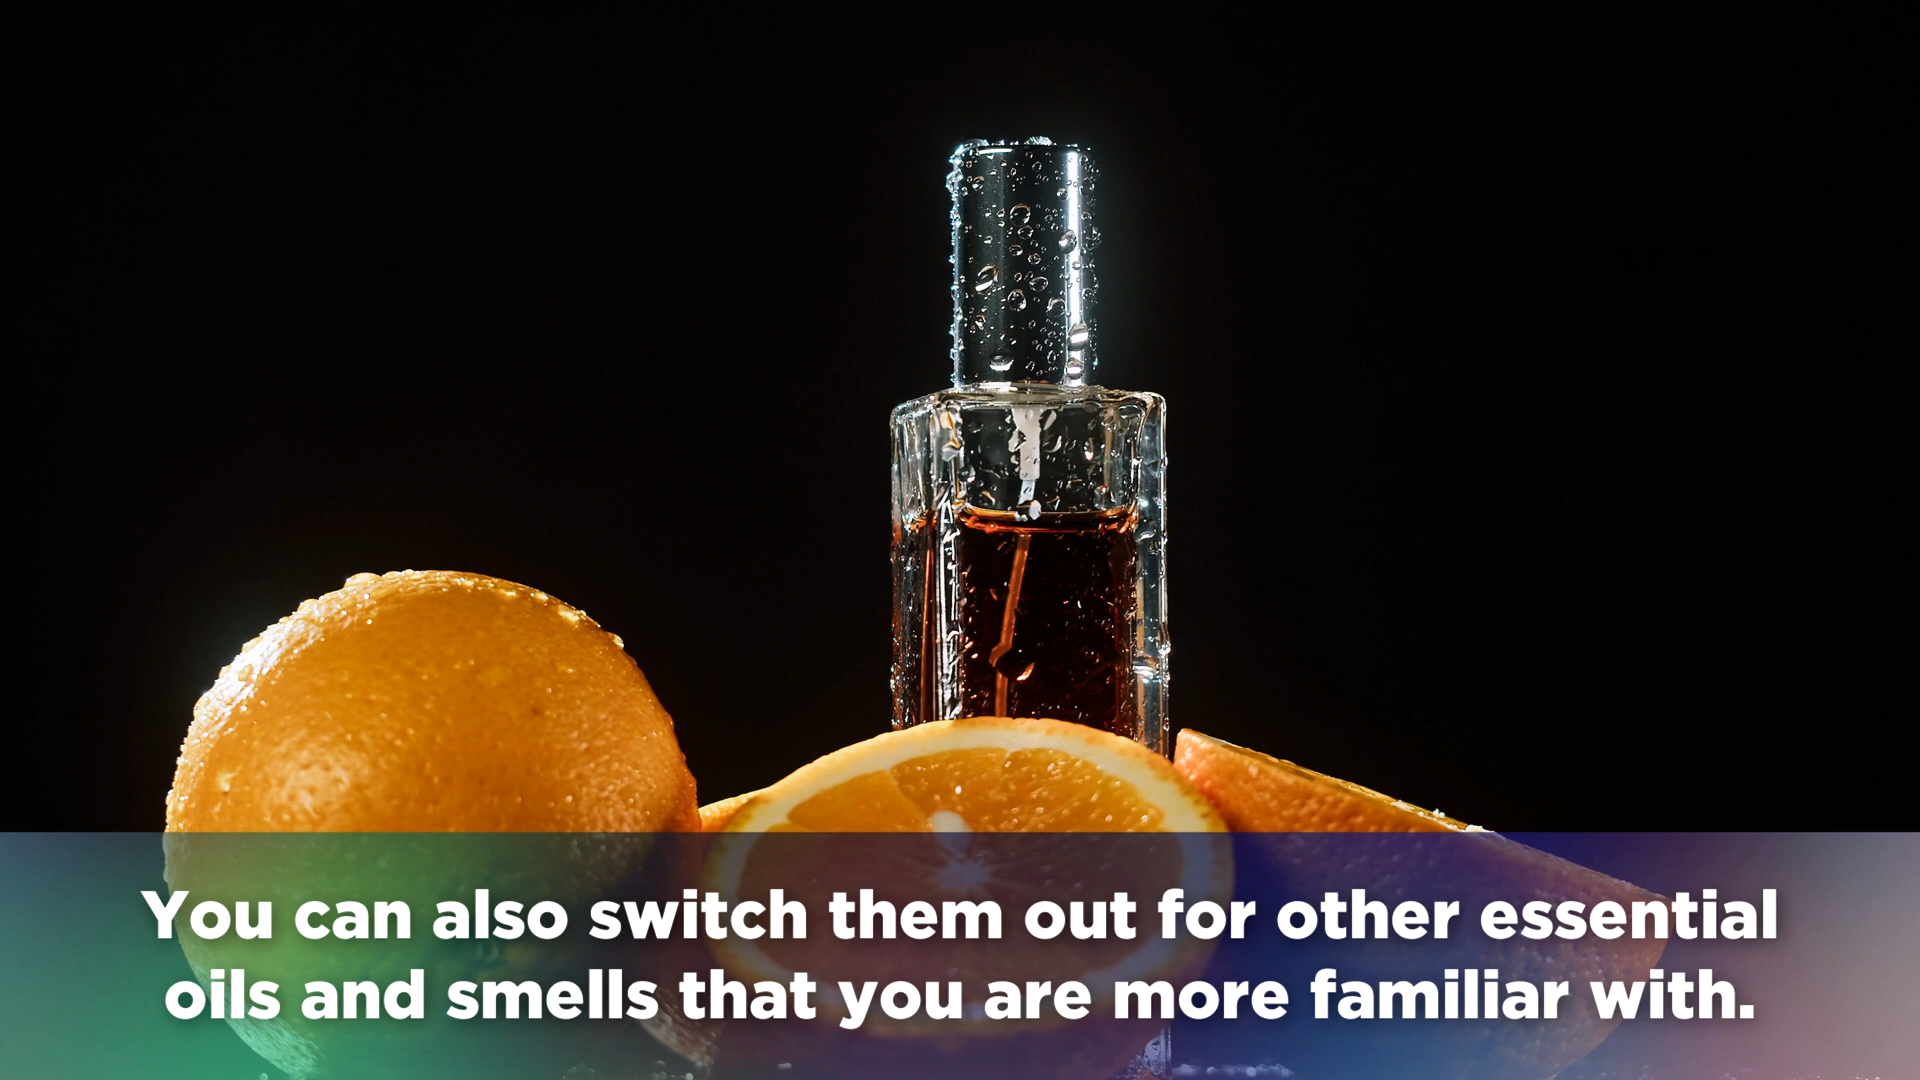 You can also switch them out for other essential
oils and smells that you are more familiar with.